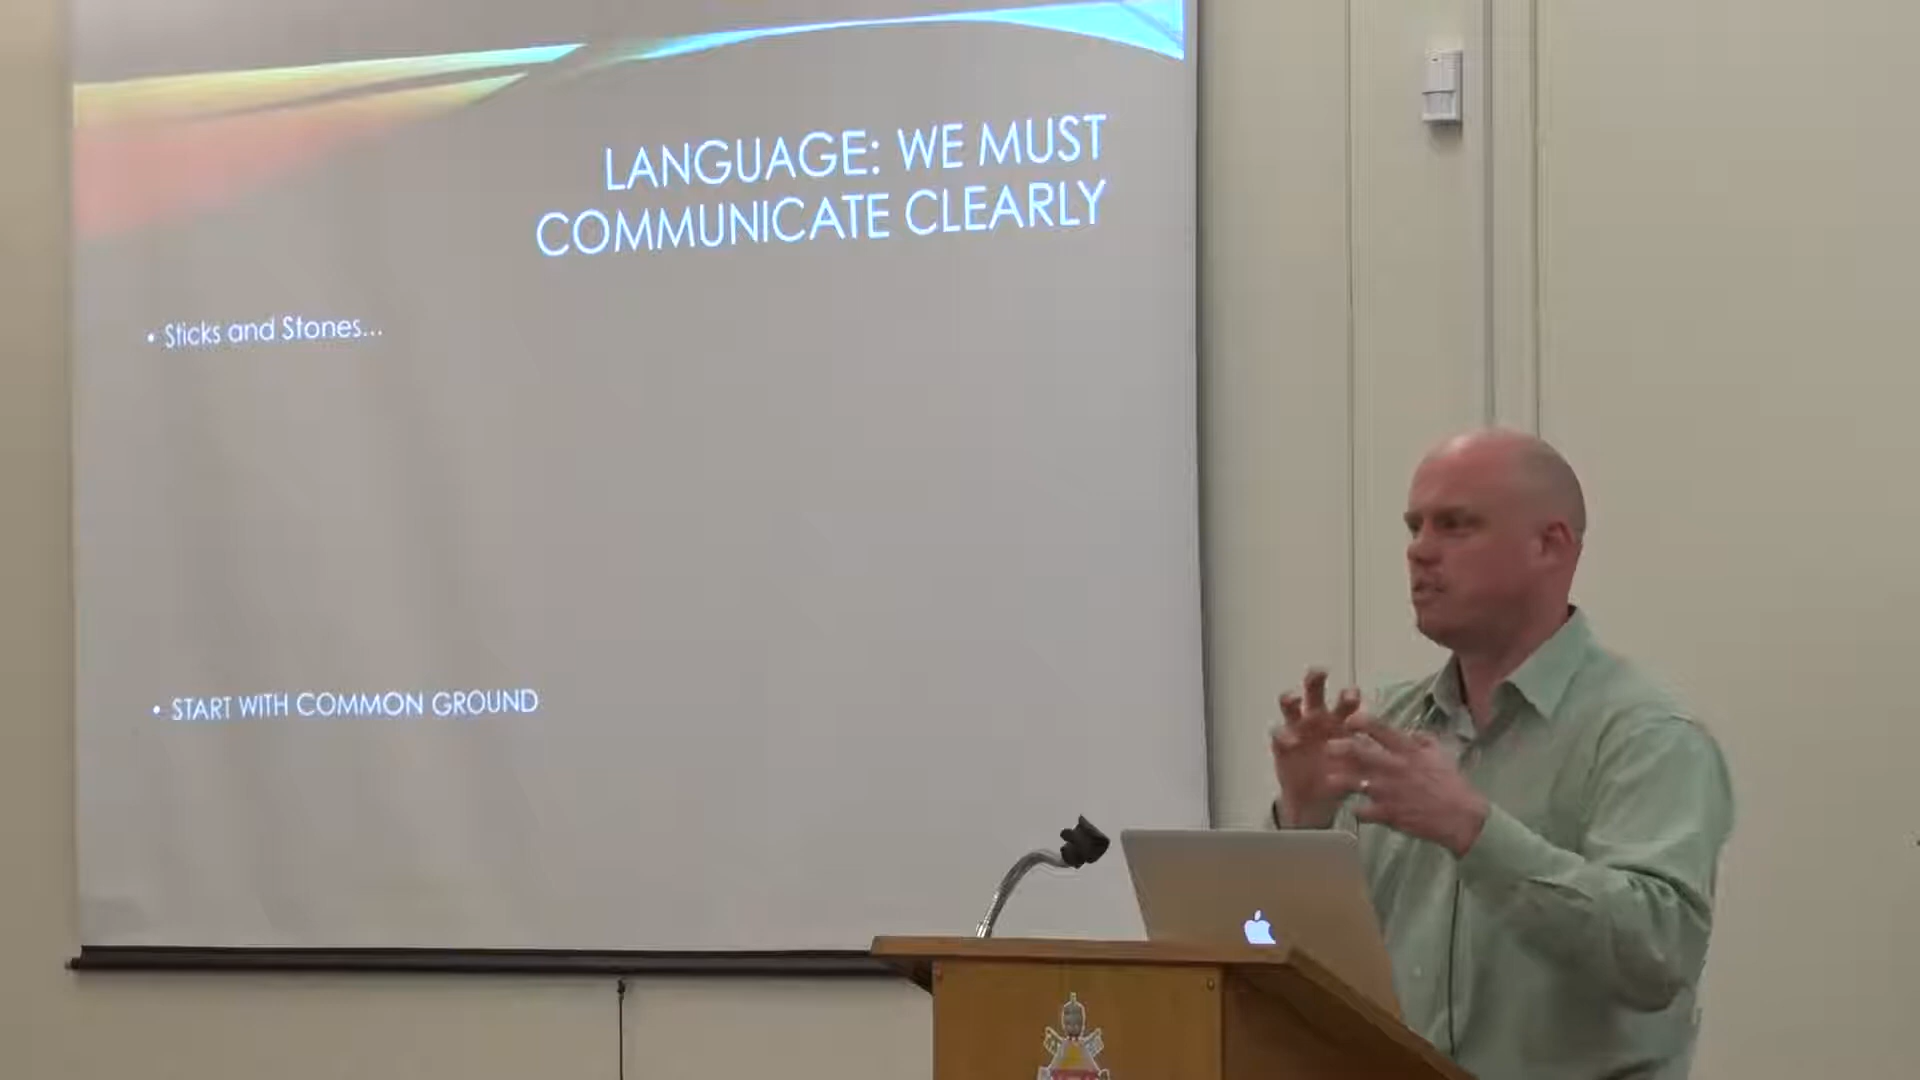 LANGUAGE: WE MUST
COMMUNICATE CLEARLY
• Sticks and Stones...
• START WITH COMMON GROUND